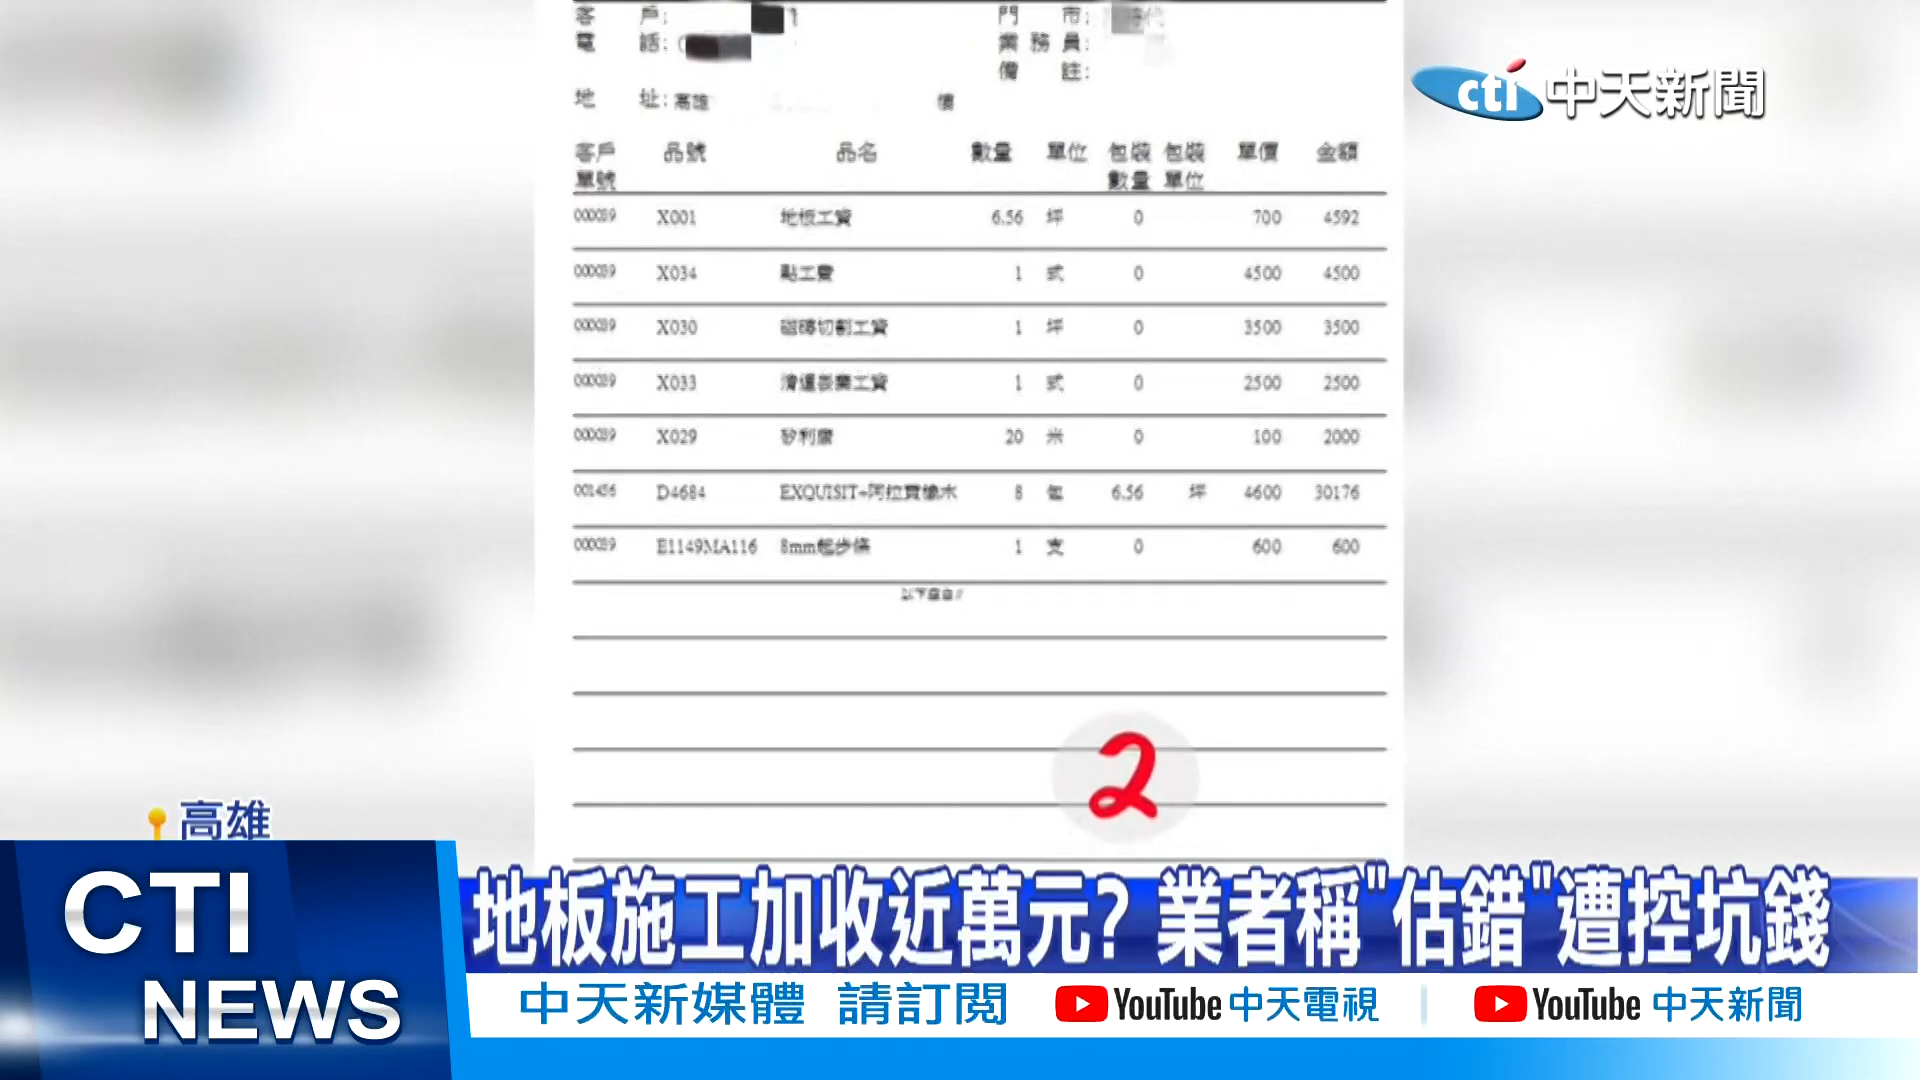 客 戶:
門 市:
電 話:
業 務 員:
備 註:
地 址: 高雄 樓
cti 中天新聞
客戶單號 品號 品名 數量 單位 包裝數量 包裝單位 單價 金額
000039 X001 地板工資 6.56 坪 0 700 4592
000039 X034 點工費 1 式 0 4500 4500
000039 X030 磁磚切割工資 1 坪 0 3500 3500
000039 X033 清運 工資 1 式 0 2500 2500
000039 X029 矽利康 20 米 0 100 2000
001456 D4684 EXQUISIT+阿拉貢橡木 8 包 6.56 坪 4600 30176
000039 E1149MA116 8mm起步條 1 支 0 600 600
以下空白//
2
高雄
CTI NEWS
地板施工加收近萬元? 業者稱"估錯"遭控坑錢
中天新媒體 請訂閱 YouTube 中天電視 | YouTube 中天新聞